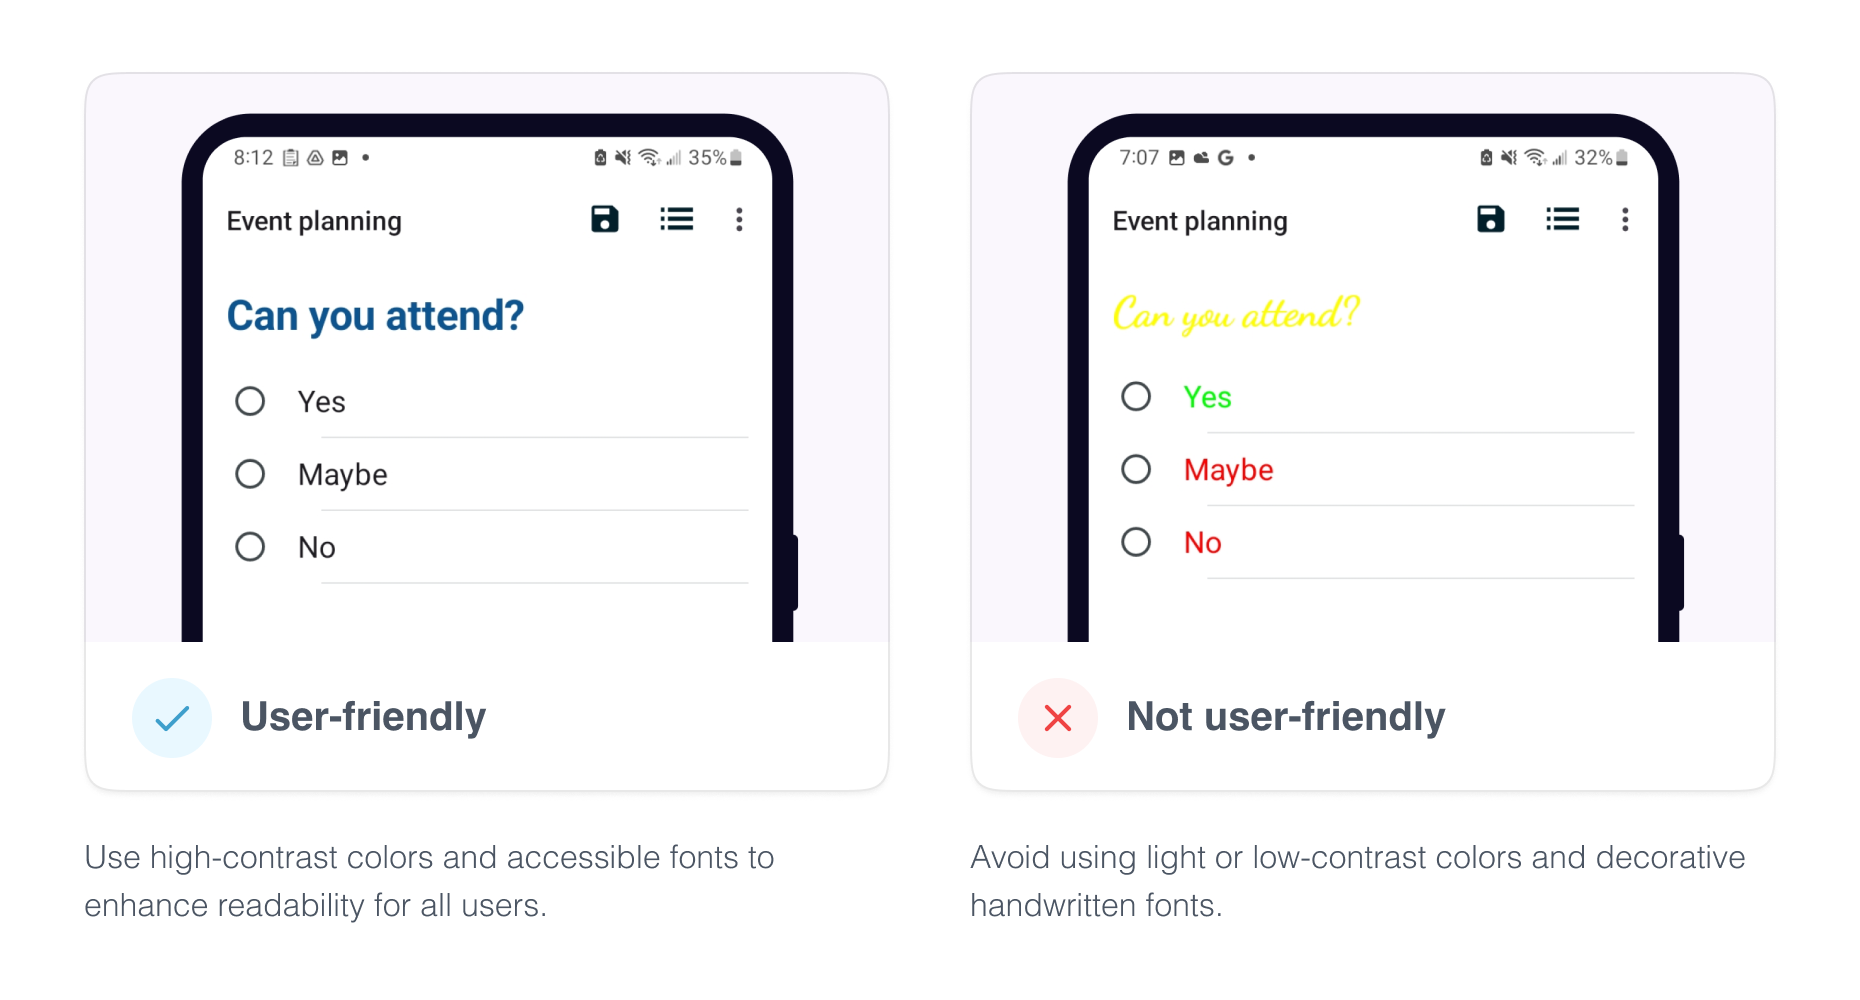 8:12 35%
Event planning
Can you attend?
Yes
Maybe
No
User-friendly
Use high-contrast colors and accessible fonts to
enhance readability for all users.
7:07 G 32%
Event planning
Can you attend?
Yes
Maybe
No
Not user-friendly
Avoid using light or low-contrast colors and decorative
handwritten fonts.